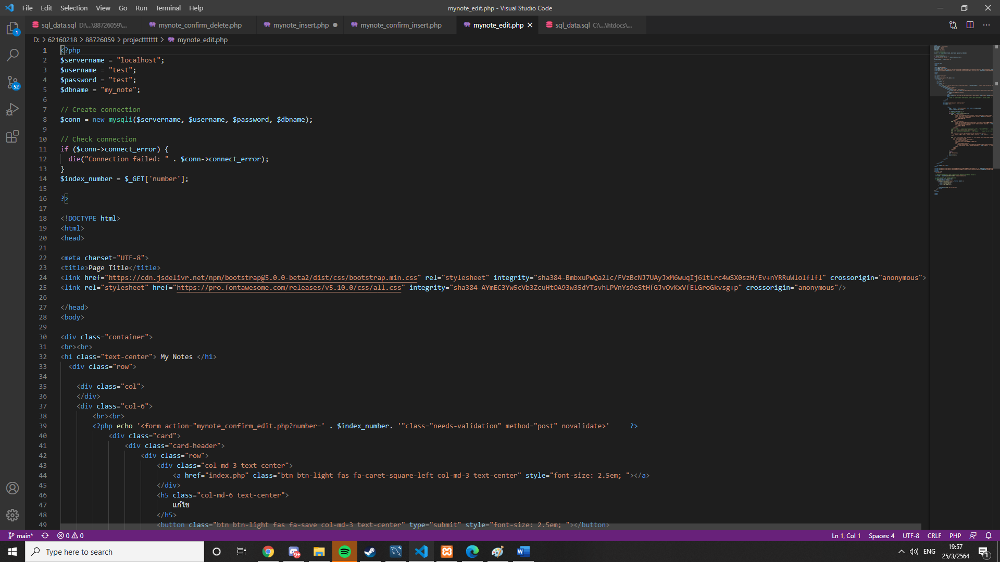 File Edit Selection View Go Run Terminal Help
mynote_edit.php - Visual Studio Code
sql_data.sql D:\...\88726059\... mynote_confirm_delete.php mynote_insert.php mynote_confirm_insert.php mynote_edit.php sql_data.sql C:\...\htdocs\...
D: > 62160218 > 88726059 > projecttttttt > mynote_edit.php
1 <?php
2 $servername = "localhost";
3 $username = "test";
4 $password = "test";
5 $dbname = "my_note";
6
7 // Create connection
8 $conn = new mysqli($servername, $username, $password, $dbname);
9
10 // Check connection
11 if ($conn->connect_error) {
12 die("Connection failed: " . $conn->connect_error);
13 }
14 $index_number = $_GET['number'];
15
16 ?>
17
18 <!DOCTYPE html>
19 <html>
20 <head>
21
22 <meta charset="UTF-8">
23 <title>Page Title</title>
24 <link href="https://cdn.jsdelivr.net/npm/bootstrap@5.0.0-beta2/dist/css/bootstrap.min.css" rel="stylesheet" integrity="sha384-BmbxuPwQa2lc/FVzBcNJ7UAyJxM6wuqIj61tLrc4wSX0szH/Ev+nYRRuWlolflfl" crossorigin="anonymous">
25 <link rel="stylesheet" href="https://pro.fontawesome.com/releases/v5.10.0/css/all.css" integrity="sha384-AYmEC3Yw5cVb3ZcuHtOA93w35dYTsvhLPVnYs9eStHfGJvOvKxVfELGroGkvsg+p" crossorigin="anonymous"/>
26
27 </head>
28 <body>
29
30 <div class="container">
31 <br><br>
32 <h1 class="text-center"> My Notes </h1>
33 <div class="row">
34
35 <div class="col">
36 </div>
37 <div class="col-6">
38 <br><br>
39 <?php echo '<form action="mynote_confirm_edit.php?number=' . $index_number. '"class="needs-validation" method="post" novalidate>' ?>
40 <div class="card">
41 <div class="card-header">
42 <div class="row">
43 <div class="col-md-3 text-center">
44 <a href="index.php" class="btn btn-light fas fa-caret-square-left col-md-3 text-center" style="font-size: 2.5em; "></a>
45 </div>
46 <h5 class="col-md-6 text-center">
47 แก้ไข
48 </h5>
49 <button class="btn btn-light fas fa-save col-md-3 text-center" type="submit" style="font-size: 2.5em; "></button>
1
52
main* 0 0
Ln 1, Col 1 Spaces: 4 UTF-8 CRLF PHP
Type here to search
9+
ENG
19:57
25/3/2564
1